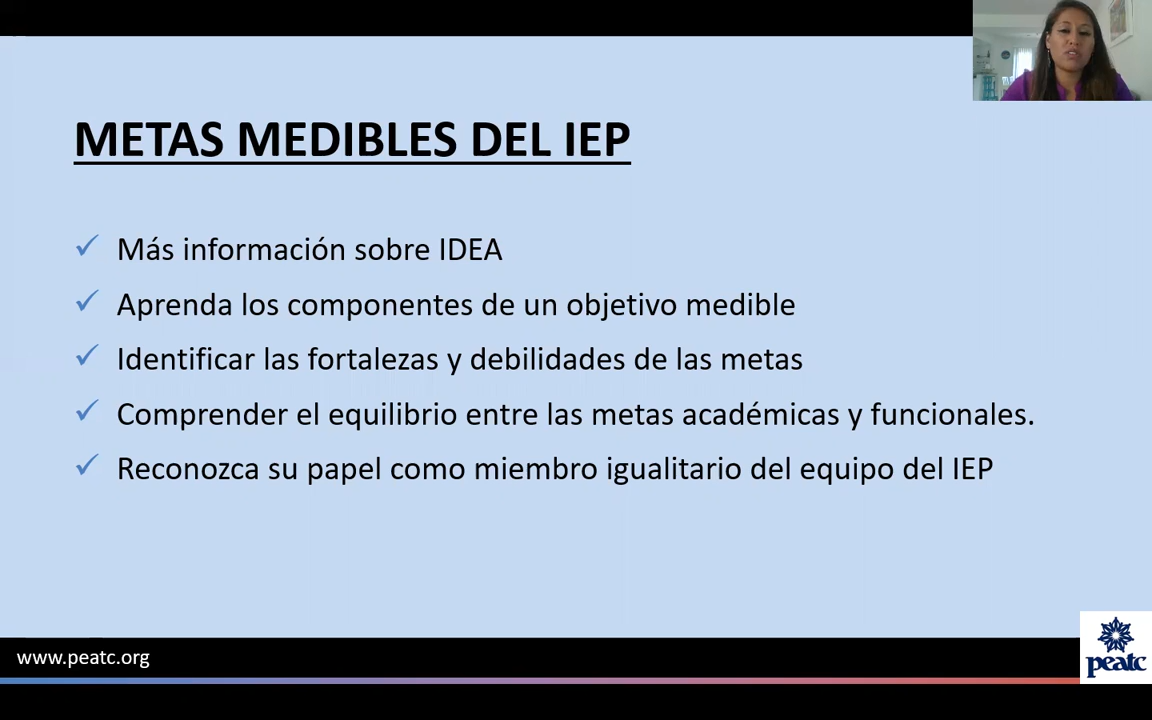 METAS MEDIBLES DEL IEP
Más información sobre IDEA
Aprenda los componentes de un objetivo medible
Identificar las fortalezas y debilidades de las metas
Comprender el equilibrio entre las metas académicas y funcionales.
Reconozca su papel como miembro igualitario del equipo del IEP
www.peatc.org
peatc